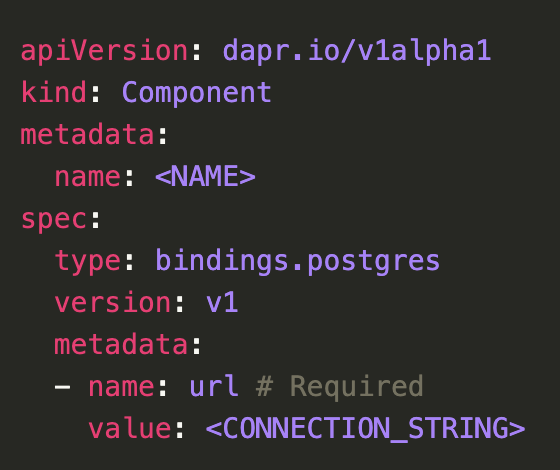 apiVersion: dapr.io/v1alpha1
kind: Component
metadata:
  name: <NAME>
spec:
  type: bindings.postgres
  version: v1
  metadata:
  - name: url # Required
    value: <CONNECTION_STRING>